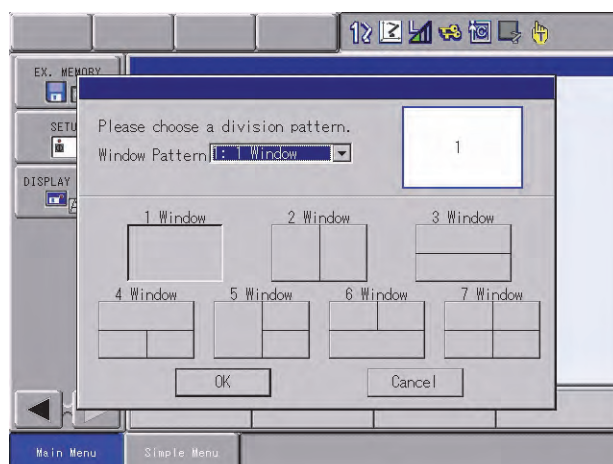 EX. MEMORY
SETU
DISPLAY
Please choose a division pattern.
Window Pattern 1: 1 Window
1
1 Window
2 Window
3 Window
4 Window
5 Window
6 Window
7 Window
OK
Cancel
Main Menu
Simple Menu